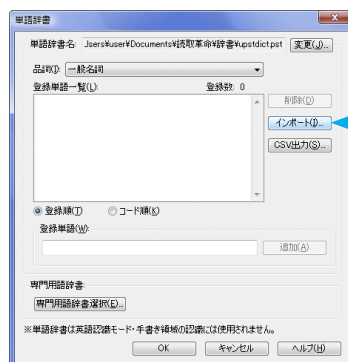 単語辞書
単語辞書名: Jsers¥user¥Documents¥読取革命¥辞書¥upstdict.pst 変更(J)...
品詞(X): 一般名詞
登録単語一覧(L): 登録数: 0
削除(D)
インポート(I)...
CSV出力(S)...
登録順(T) コード順(K)
登録単語(W):
追加(A)
専門用語辞書:
専門用語辞書選択(E)...
※単語辞書は英語認識モード・手書き領域の認識には使用されません。
OK キャンセル ヘルプ(H)